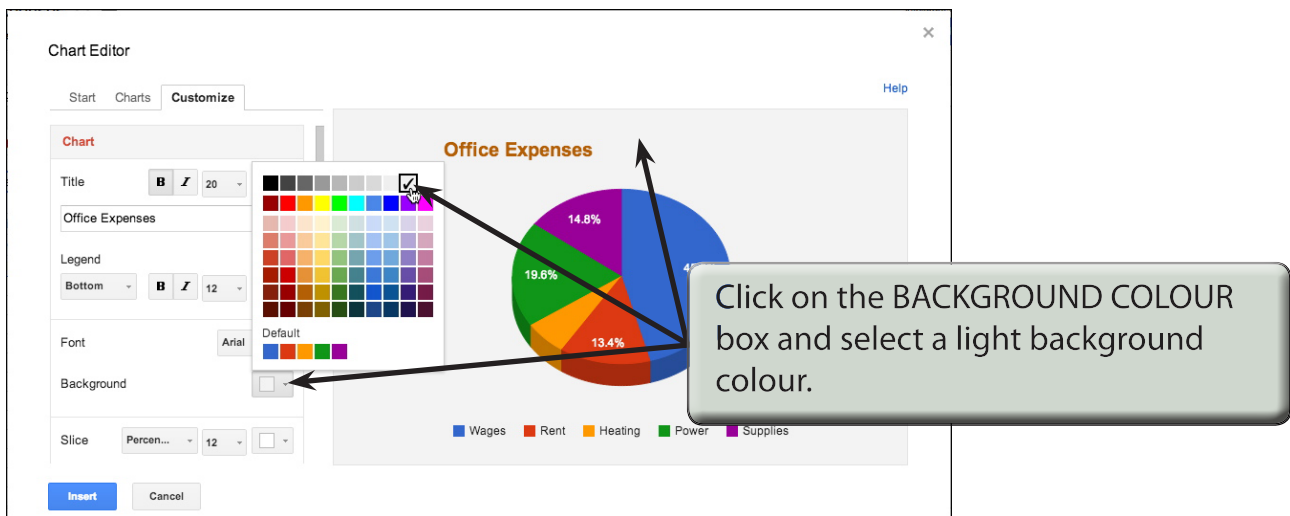 Chart Editor
×
Help
Start Charts Customize
Chart
Title B I 20
Office Expenses
Legend
Bottom B I 12
Font Arial
Background
Slice Percen... 12
Insert Cancel
Default
Office Expenses
14.8%
19.6%
13.4%
Wages Rent Heating Power Supplies
Click on the BACKGROUND COLOUR
box and select a light background
colour.